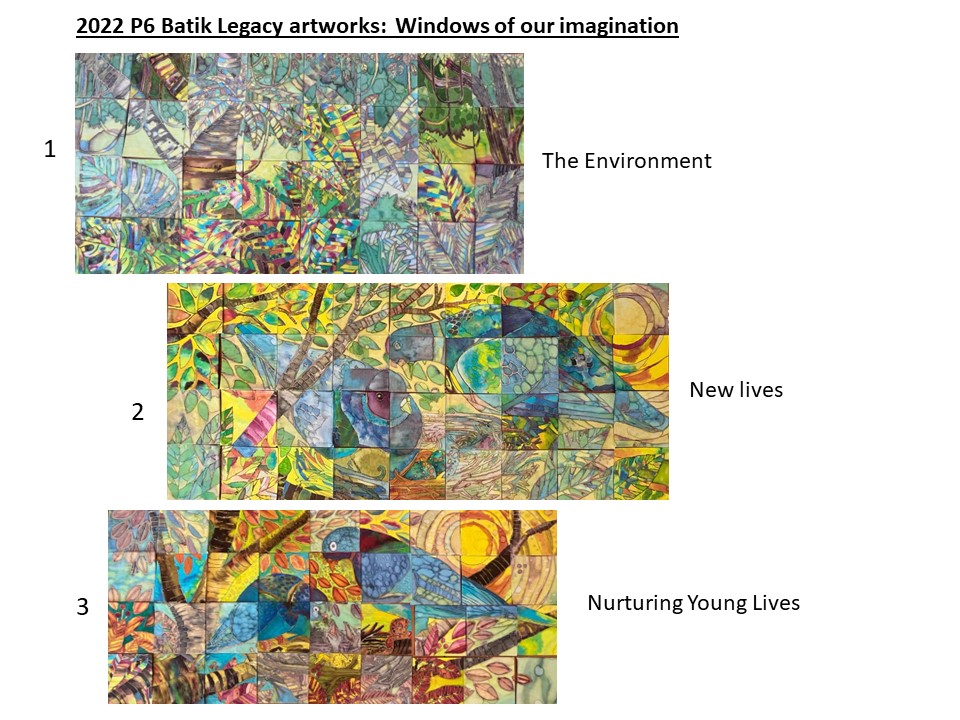 2022 P6 Batik Legacy artworks: Windows of our imagination
1
The Environment
2
New lives
3
Nurturing Young Lives